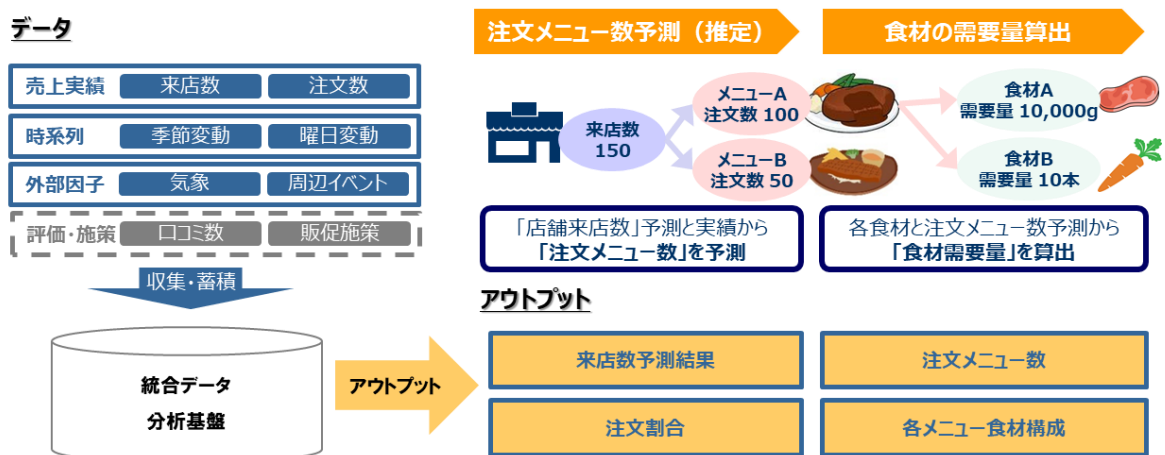 データ
売上実績 来店数 注文数
時系列 季節変動 曜日変動
外部因子 気象 周辺イベント
評価・施策 口コミ数 販促施策
収集・蓄積
統合データ
分析基盤
アウトプット
注文メニュー数予測（推定）
来店数
150
メニューA
注文数 100
メニューB
注文数 50
「店舗来店数」予測と実績から
「注文メニュー数」を予測
食材の需要量算出
食材A
需要量 10,000g
食材B
需要量 10本
各食材と注文メニュー数予測から
「食材需要量」を算出
アウトプット
来店数予測結果
注文メニュー数
注文割合
各メニュー食材構成